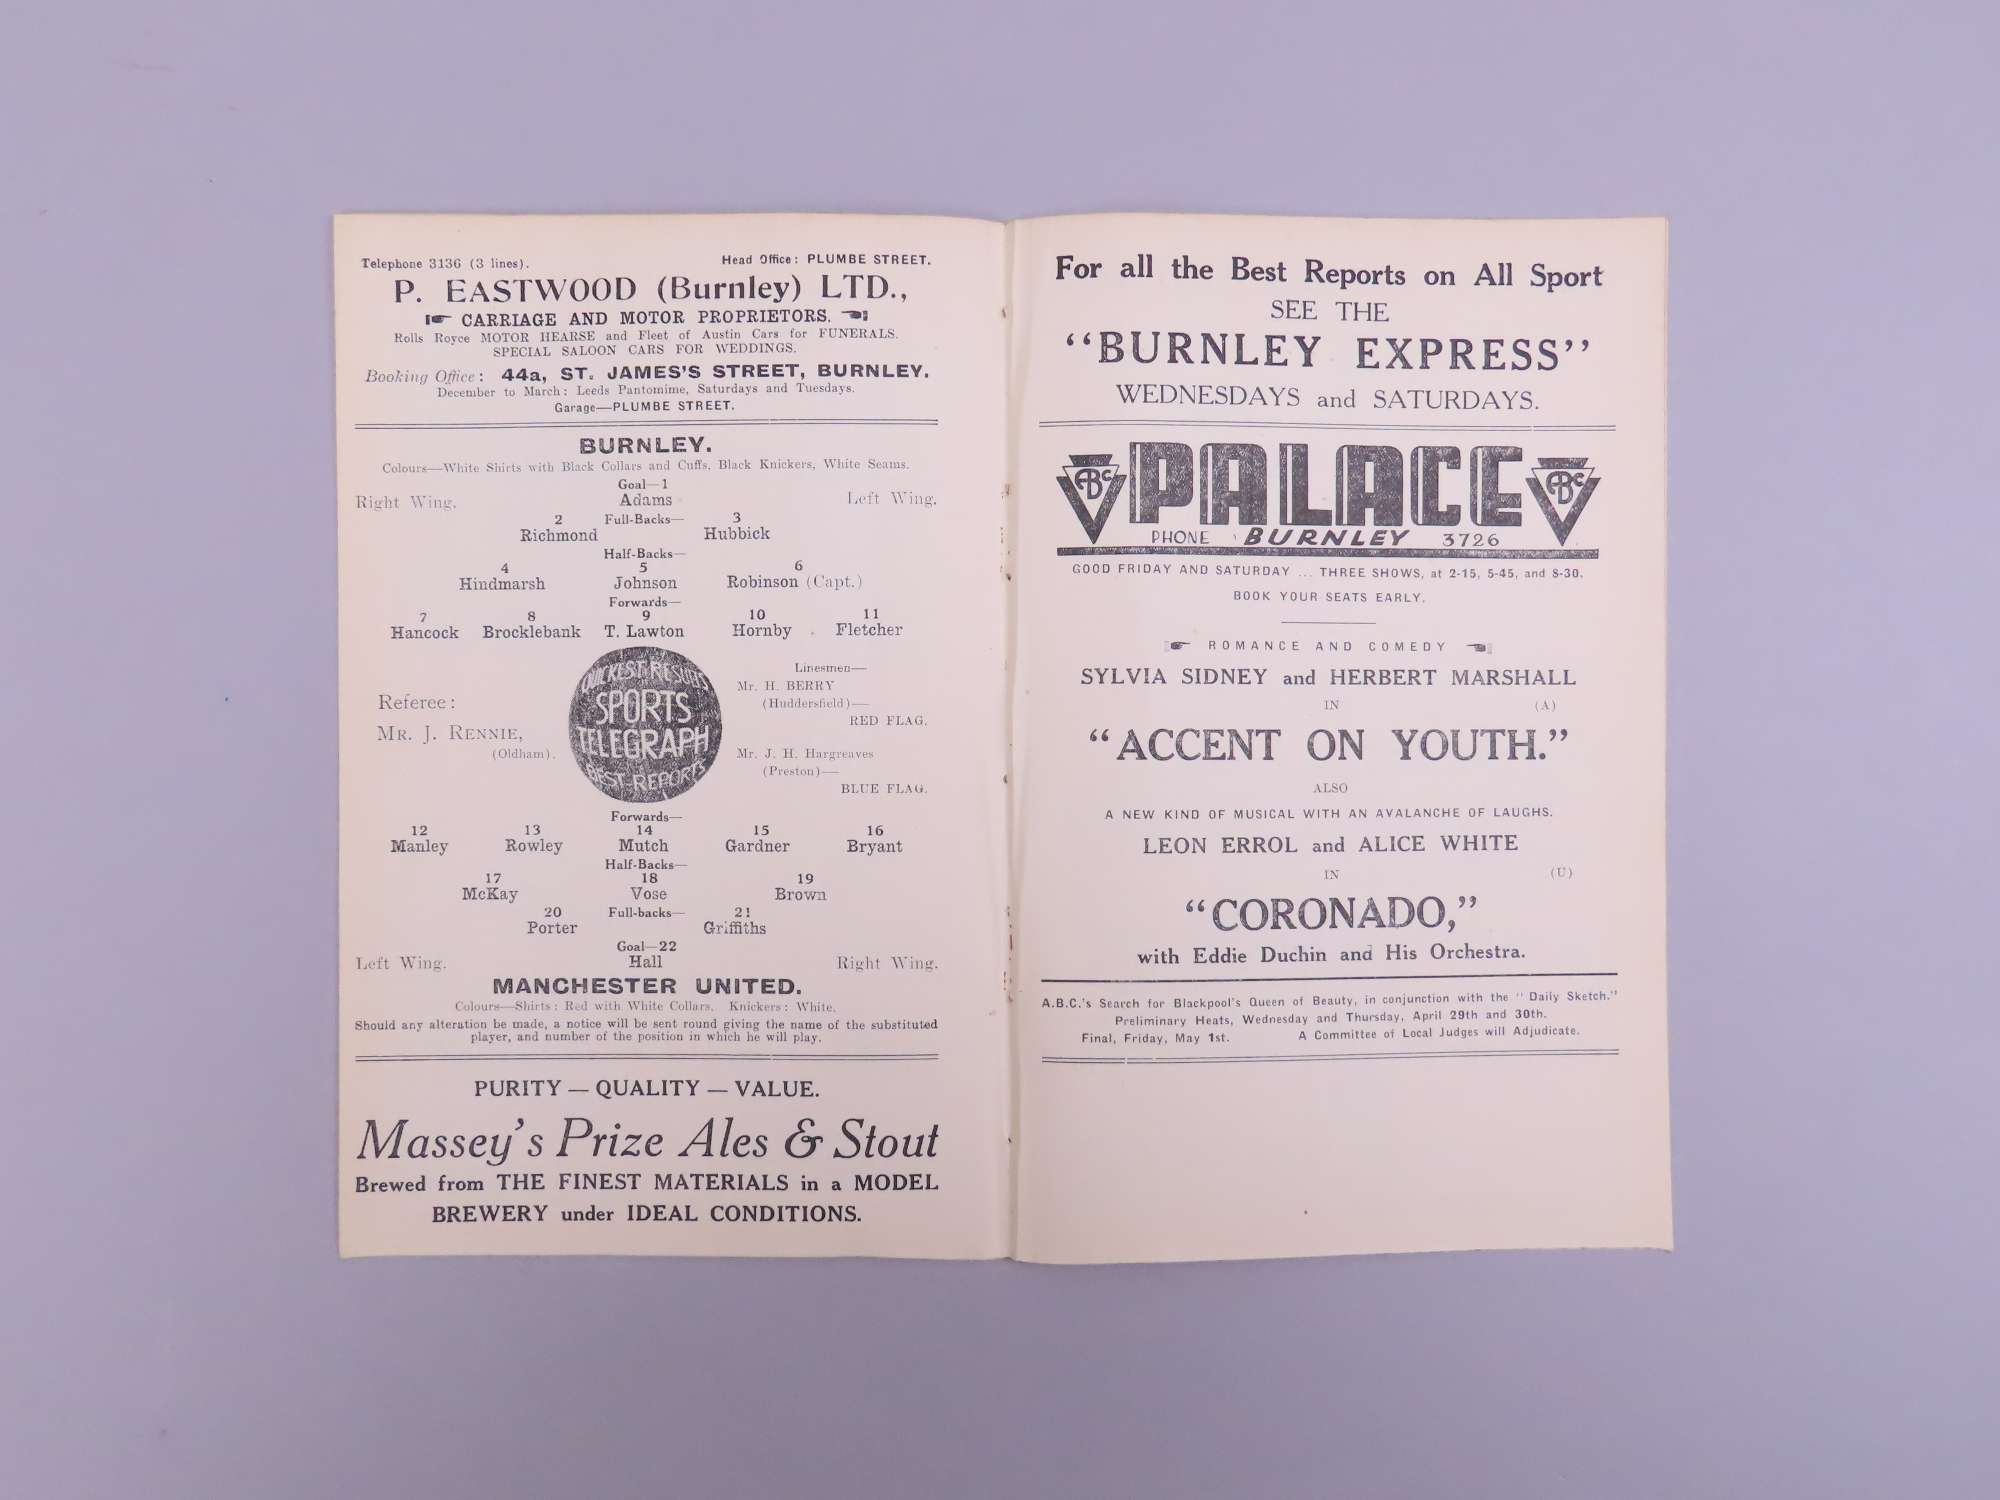 Telephone 3136 (3 lines). Head Office: PLUMBE STREET.
P. EASTWOOD (Burnley) LTD.,
CARRIAGE AND MOTOR PROPRIETORS.
Rolls Royce MOTOR HEARSE and Fleet of Austin Cars for FUNERALS.
SPECIAL SALOON CARS FOR WEDDINGS.
Booking Office: 44a, ST. JAMES'S STREET, BURNLEY.
December to March: Leeds Pantomime, Saturdays and Tuesdays.
Garage—PLUMBE STREET.
BURNLEY.
Colours—White Shirts with Black Collars and Cuffs, Black Knickers, White Seams.
Goal—1
Right Wing. Adams Left Wing.
2 Full-Backs— 3
Richmond Hubbick
Half-Backs—
4 5 6
Hindmarsh Johnson Robinson (Capt.)
Forwards—
7 8 9 10 11
Hancock Brocklebank T. Lawton Hornby Fletcher
Referee:
MR. J. RENNIE,
(Oldham).
QUICKEST RESULTS
SPORTS
TELEGRAPH
BEST REPORTS
Linesmen—
Mr. H. BERRY
(Huddersfield)—
RED FLAG.
Mr. J. H. Hargreaves
(Preston)—
BLUE FLAG.
Forwards—
12 13 14 15 16
Manley Rowley Mutch Gardner Bryant
Half-Backs—
17 18 19
McKay Vose Brown
20 Full-backs— 21
Porter Griffiths
Goal—22
Left Wing. Hall Right Wing.
MANCHESTER UNITED.
Colours—Shirts: Red with White Collars. Knickers: White.
Should any alteration be made, a notice will be sent round giving the name of the substituted
player, and number of the position in which he will play.
PURITY — QUALITY — VALUE.
Massey's Prize Ales & Stout
Brewed from THE FINEST MATERIALS in a MODEL
BREWERY under IDEAL CONDITIONS.
For all the Best Reports on All Sport
SEE THE
"BURNLEY EXPRESS"
WEDNESDAYS and SATURDAYS.
ABC PALACE ABC
PHONE BURNLEY 3726
GOOD FRIDAY AND SATURDAY ... THREE SHOWS, at 2-15, 5-45, and 8-30.
BOOK YOUR SEATS EARLY.
ROMANCE AND COMEDY
SYLVIA SIDNEY and HERBERT MARSHALL
IN (A)
"ACCENT ON YOUTH."
ALSO
A NEW KIND OF MUSICAL WITH AN AVALANCHE OF LAUGHS.
LEON ERROL and ALICE WHITE
IN (U)
"CORONADO,"
with Eddie Duchin and His Orchestra.
A.B.C.'s Search for Blackpool's Queen of Beauty, in conjunction with the "Daily Sketch."
Preliminary Heats, Wednesday and Thursday, April 29th and 30th.
Final, Friday, May 1st. A Committee of Local Judges will Adjudicate.